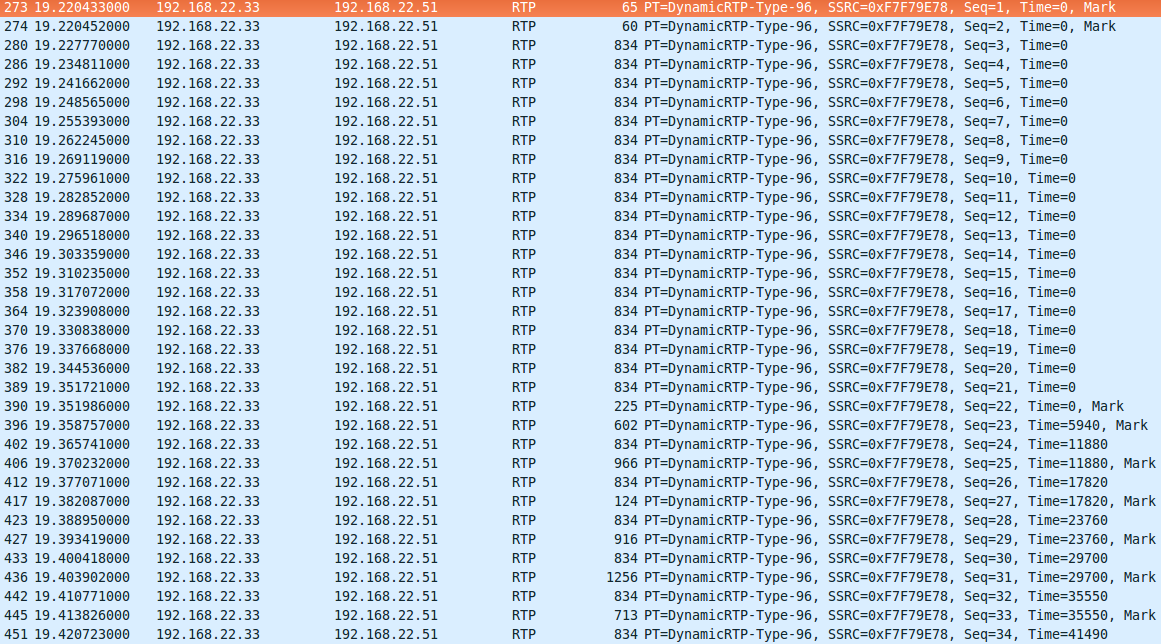 273 19.220433000 192.168.22.33 192.168.22.51 RTP 65 PT=DynamicRTP-Type-96, SSRC=0xF7F79E78, Seq=1, Time=0, Mark
274 19.220452000 192.168.22.33 192.168.22.51 RTP 60 PT=DynamicRTP-Type-96, SSRC=0xF7F79E78, Seq=2, Time=0, Mark
280 19.227770000 192.168.22.33 192.168.22.51 RTP 834 PT=DynamicRTP-Type-96, SSRC=0xF7F79E78, Seq=3, Time=0
286 19.234811000 192.168.22.33 192.168.22.51 RTP 834 PT=DynamicRTP-Type-96, SSRC=0xF7F79E78, Seq=4, Time=0
292 19.241662000 192.168.22.33 192.168.22.51 RTP 834 PT=DynamicRTP-Type-96, SSRC=0xF7F79E78, Seq=5, Time=0
298 19.248565000 192.168.22.33 192.168.22.51 RTP 834 PT=DynamicRTP-Type-96, SSRC=0xF7F79E78, Seq=6, Time=0
304 19.255393000 192.168.22.33 192.168.22.51 RTP 834 PT=DynamicRTP-Type-96, SSRC=0xF7F79E78, Seq=7, Time=0
310 19.262245000 192.168.22.33 192.168.22.51 RTP 834 PT=DynamicRTP-Type-96, SSRC=0xF7F79E78, Seq=8, Time=0
316 19.269119000 192.168.22.33 192.168.22.51 RTP 834 PT=DynamicRTP-Type-96, SSRC=0xF7F79E78, Seq=9, Time=0
322 19.275961000 192.168.22.33 192.168.22.51 RTP 834 PT=DynamicRTP-Type-96, SSRC=0xF7F79E78, Seq=10, Time=0
328 19.282852000 192.168.22.33 192.168.22.51 RTP 834 PT=DynamicRTP-Type-96, SSRC=0xF7F79E78, Seq=11, Time=0
334 19.289687000 192.168.22.33 192.168.22.51 RTP 834 PT=DynamicRTP-Type-96, SSRC=0xF7F79E78, Seq=12, Time=0
340 19.296518000 192.168.22.33 192.168.22.51 RTP 834 PT=DynamicRTP-Type-96, SSRC=0xF7F79E78, Seq=13, Time=0
346 19.303359000 192.168.22.33 192.168.22.51 RTP 834 PT=DynamicRTP-Type-96, SSRC=0xF7F79E78, Seq=14, Time=0
352 19.310235000 192.168.22.33 192.168.22.51 RTP 834 PT=DynamicRTP-Type-96, SSRC=0xF7F79E78, Seq=15, Time=0
358 19.317072000 192.168.22.33 192.168.22.51 RTP 834 PT=DynamicRTP-Type-96, SSRC=0xF7F79E78, Seq=16, Time=0
364 19.323908000 192.168.22.33 192.168.22.51 RTP 834 PT=DynamicRTP-Type-96, SSRC=0xF7F79E78, Seq=17, Time=0
370 19.330838000 192.168.22.33 192.168.22.51 RTP 834 PT=DynamicRTP-Type-96, SSRC=0xF7F79E78, Seq=18, Time=0
376 19.337668000 192.168.22.33 192.168.22.51 RTP 834 PT=DynamicRTP-Type-96, SSRC=0xF7F79E78, Seq=19, Time=0
382 19.344536000 192.168.22.33 192.168.22.51 RTP 834 PT=DynamicRTP-Type-96, SSRC=0xF7F79E78, Seq=20, Time=0
389 19.351721000 192.168.22.33 192.168.22.51 RTP 834 PT=DynamicRTP-Type-96, SSRC=0xF7F79E78, Seq=21, Time=0
390 19.351986000 192.168.22.33 192.168.22.51 RTP 225 PT=DynamicRTP-Type-96, SSRC=0xF7F79E78, Seq=22, Time=0, Mark
396 19.358757000 192.168.22.33 192.168.22.51 RTP 602 PT=DynamicRTP-Type-96, SSRC=0xF7F79E78, Seq=23, Time=5940, Mark
402 19.365741000 192.168.22.33 192.168.22.51 RTP 834 PT=DynamicRTP-Type-96, SSRC=0xF7F79E78, Seq=24, Time=11880
406 19.370232000 192.168.22.33 192.168.22.51 RTP 966 PT=DynamicRTP-Type-96, SSRC=0xF7F79E78, Seq=25, Time=11880, Mark
412 19.377071000 192.168.22.33 192.168.22.51 RTP 834 PT=DynamicRTP-Type-96, SSRC=0xF7F79E78, Seq=26, Time=17820
417 19.382087000 192.168.22.33 192.168.22.51 RTP 124 PT=DynamicRTP-Type-96, SSRC=0xF7F79E78, Seq=27, Time=17820, Mark
423 19.388950000 192.168.22.33 192.168.22.51 RTP 834 PT=DynamicRTP-Type-96, SSRC=0xF7F79E78, Seq=28, Time=23760
427 19.393419000 192.168.22.33 192.168.22.51 RTP 916 PT=DynamicRTP-Type-96, SSRC=0xF7F79E78, Seq=29, Time=23760, Mark
433 19.400418000 192.168.22.33 192.168.22.51 RTP 834 PT=DynamicRTP-Type-96, SSRC=0xF7F79E78, Seq=30, Time=29700
436 19.403902000 192.168.22.33 192.168.22.51 RTP 1256 PT=DynamicRTP-Type-96, SSRC=0xF7F79E78, Seq=31, Time=29700, Mark
442 19.410771000 192.168.22.33 192.168.22.51 RTP 834 PT=DynamicRTP-Type-96, SSRC=0xF7F79E78, Seq=32, Time=35550
445 19.413826000 192.168.22.33 192.168.22.51 RTP 713 PT=DynamicRTP-Type-96, SSRC=0xF7F79E78, Seq=33, Time=35550, Mark
451 19.420723000 192.168.22.33 192.168.22.51 RTP 834 PT=DynamicRTP-Type-96, SSRC=0xF7F79E78, Seq=34, Time=41490